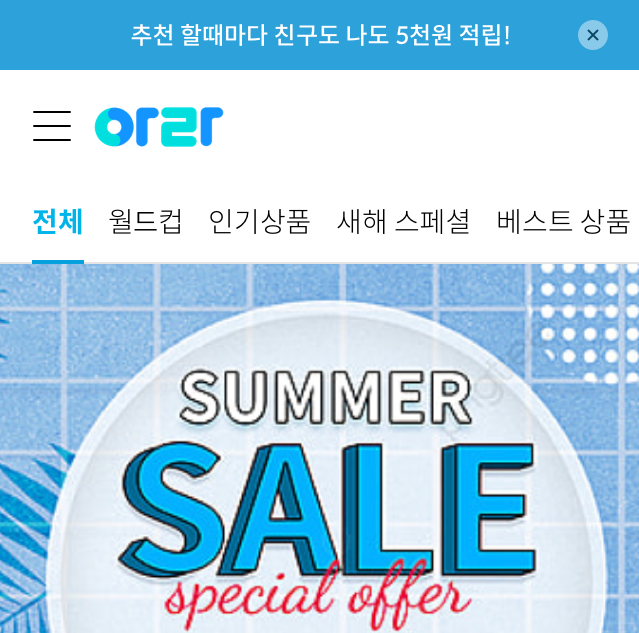 추천 할때마다 친구도 나도 5천원 적립!
전체 월드컵 인기상품 새해 스페셜 베스트 상품
SUMMER
SALE
special offer